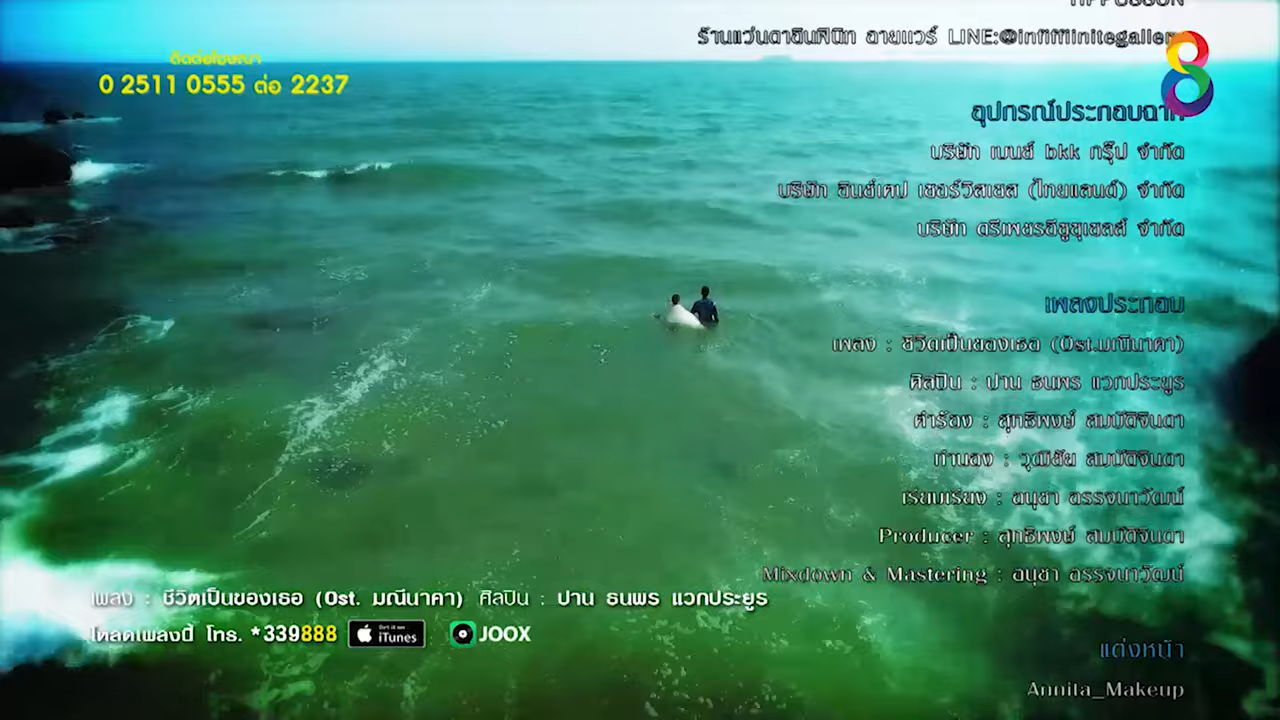 ร้านแว่นตาอินฟินิท อายแวร์ LINE:@infiffiinitegallery
ติดต่อโฆษณา
0 2511 0555 ต่อ 2237
8
อุปกรณ์ประกอบฉาก
บริษัท เบนซ์ bkk กรุ๊ป จำกัด
บริษัท อินช์เคป เซอร์วิสเซส (ไทยแลนด์) จำกัด
บริษัท ตรีเพชรอีซูซุเซลส์ จำกัด
เพลงประกอบ
เพลง : ชีวิตเป็นของเธอ (Ost.มณีนาคา)
ศิลปิน : ปาน ธนพร แวกประยูร
คำร้อง : สุทธิพงษ์ สมบัติจินดา
ทำนอง : วุฒิชัย สมบัติจินดา
เรียบเรียง : อนุชา อรรจนาวัฒน์
Producer : สุทธิพงษ์ สมบัติจินดา
Mixdown & Mastering : อนุชา อรรจนาวัฒน์
เพลง : ชีวิตเป็นของเธอ (Ost. มณีนาคา) ศิลปิน : ปาน ธนพร แวกประยูร
โหลดเพลงนี้ โทร. *339888 iTunes JOOX
แต่งหน้า
Annita_Makeup